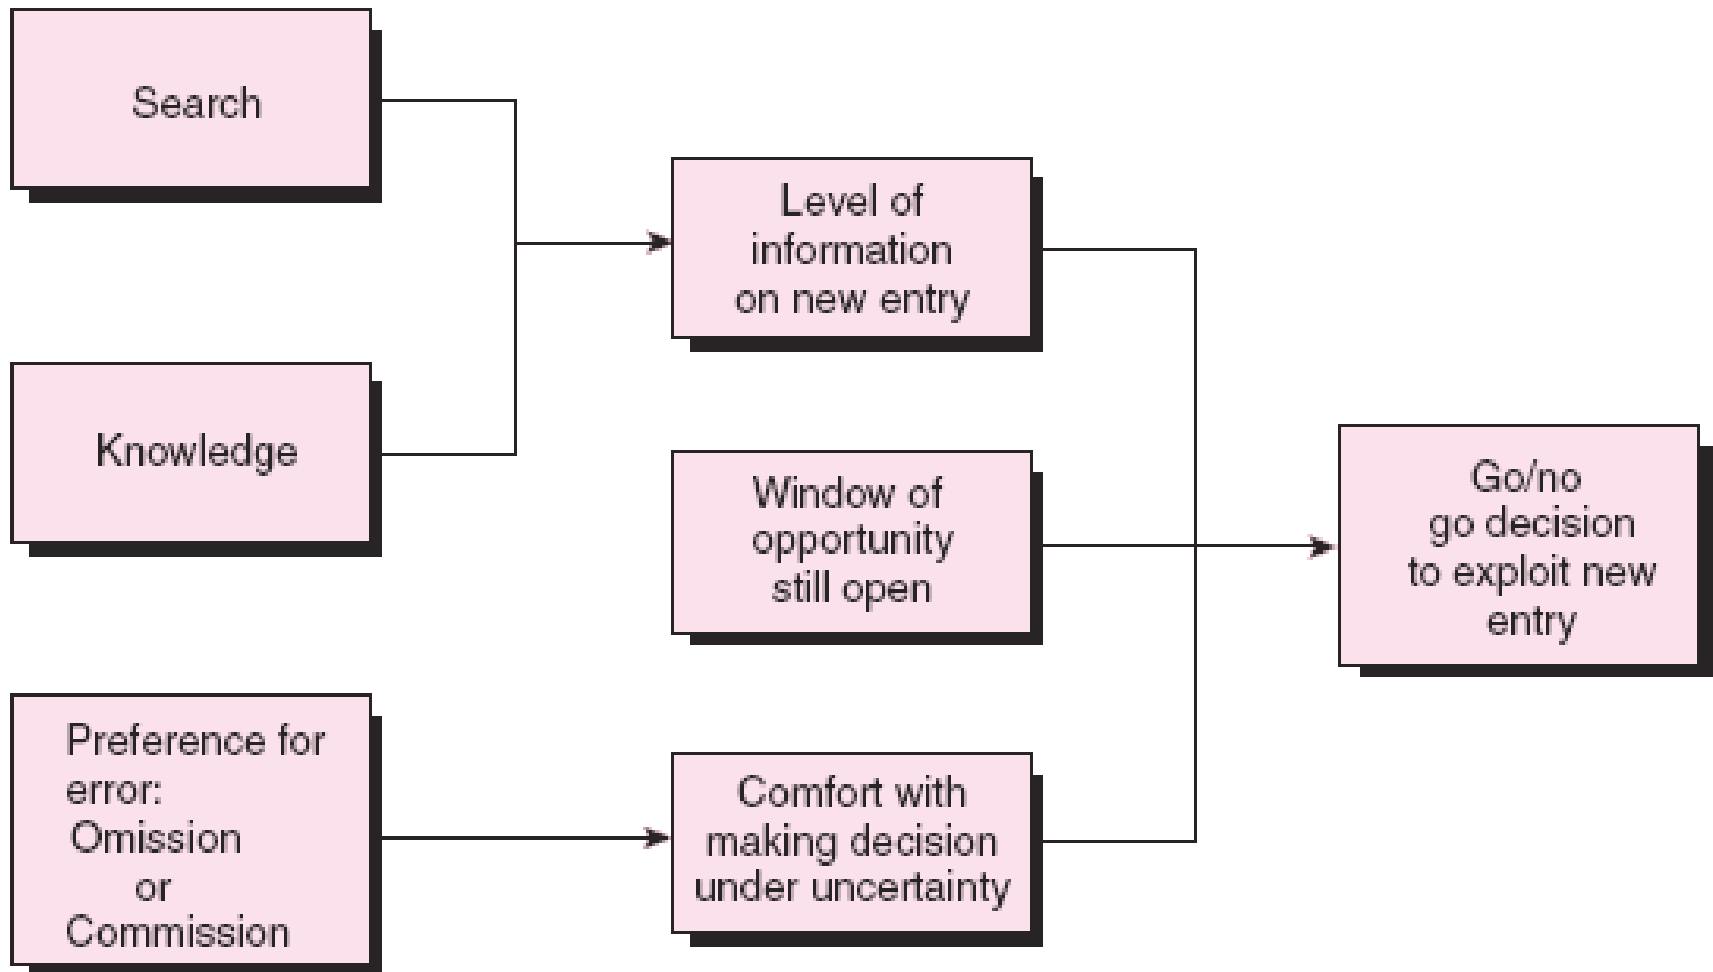 Search
Knowledge
Preference for
error:
Omission
or
Commission
Level of
information
on new entry
Window of
opportunity
still open
Comfort with
making decision
under uncertainty
Go/no
go decision
to exploit new
entry